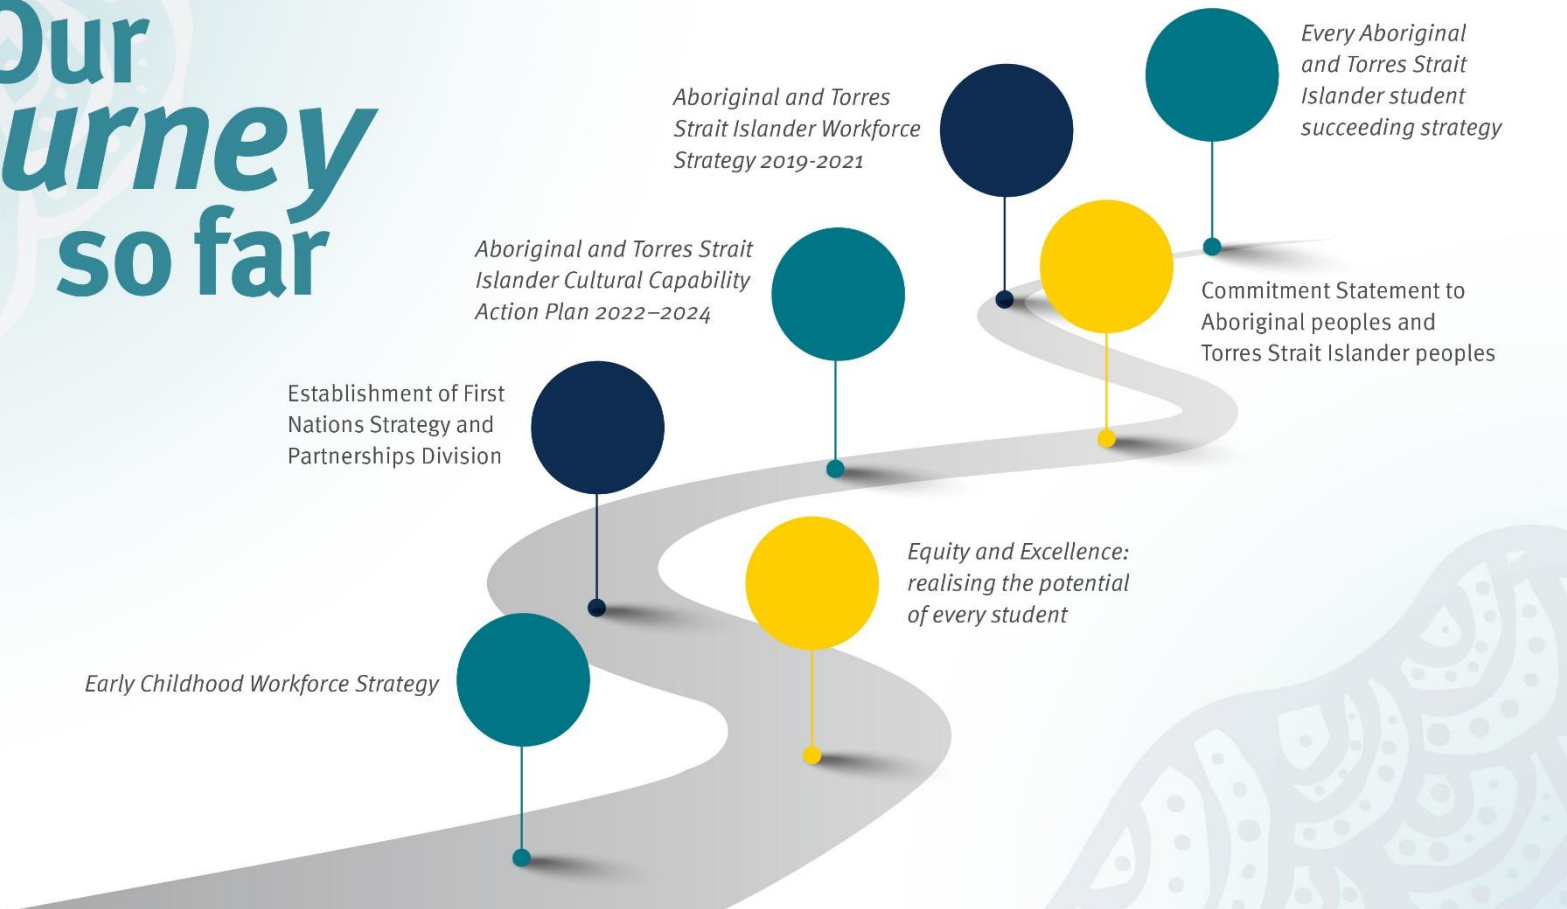 Our
urney
so far
Every Aboriginal
and Torres Strait
Islander student
succeeding strategy
Aboriginal and Torres
Strait Islander Workforce
Strategy 2019-2021
Commitment Statement to
Aboriginal peoples and
Torres Strait Islander peoples
Aboriginal and Torres Strait
Islander Cultural Capability
Action Plan 2022–2024
Establishment of First
Nations Strategy and
Partnerships Division
Equity and Excellence:
realising the potential
of every student
Early Childhood Workforce Strategy